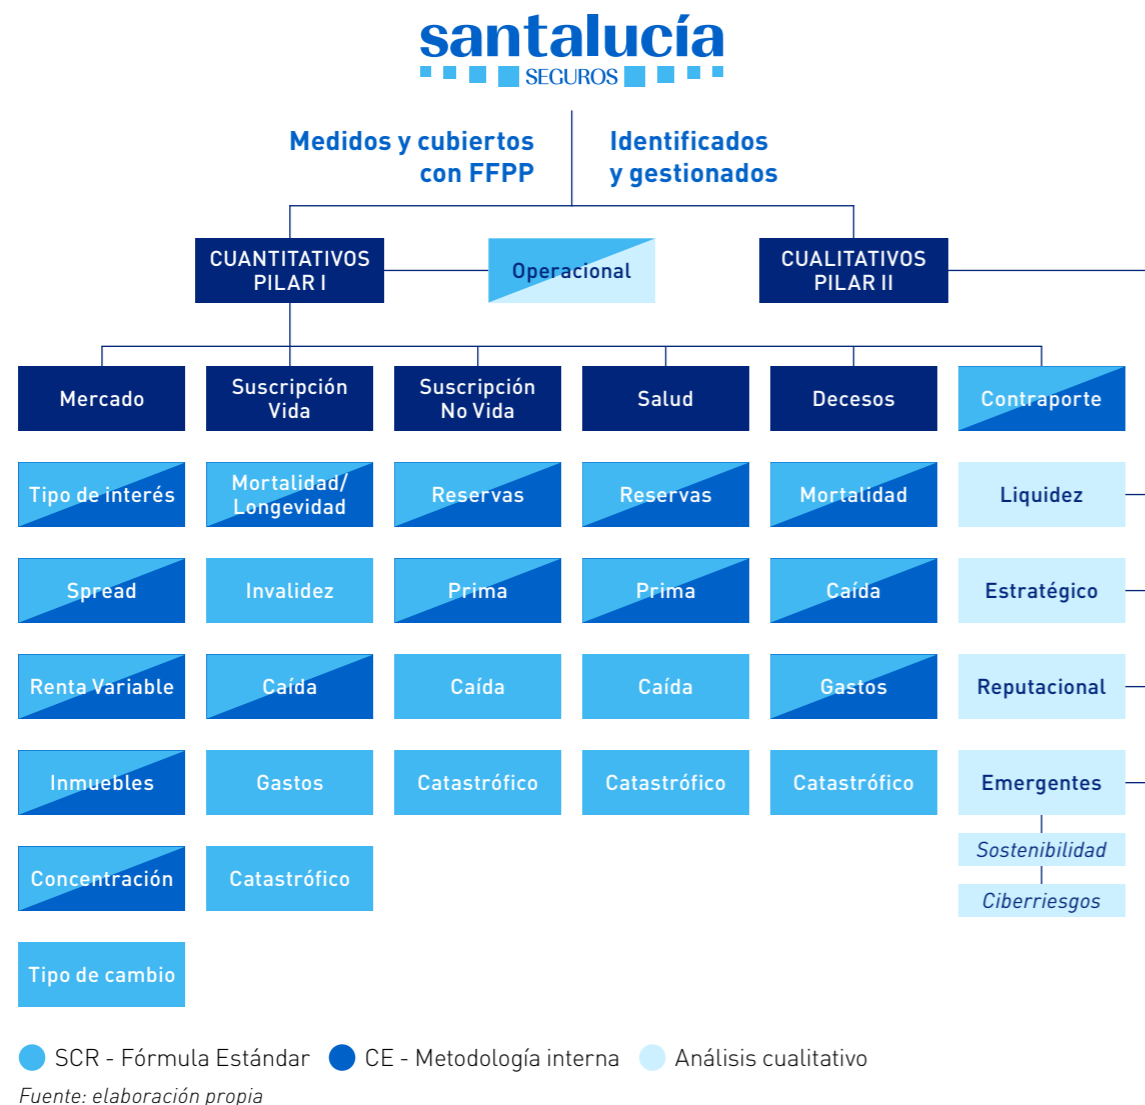 santalucía
SEGUROS
Medidos y cubiertos
con FFPP
Identificados
y gestionados
CUANTITATIVOS
PILAR I
Operacional
CUALITATIVOS
PILAR II
Mercado
Suscripción
Vida
Suscripción
No Vida
Salud
Decesos
Contraporte
Tipo de interés
Mortalidad/
Longevidad
Reservas
Reservas
Mortalidad
Liquidez
Spread
Invalidez
Prima
Prima
Caída
Estratégico
Renta Variable
Caída
Caída
Caída
Gastos
Reputacional
Inmuebles
Gastos
Catastrófico
Catastrófico
Catastrófico
Emergentes
Sostenibilidad
Concentración
Catastrófico
Ciberriesgos
Tipo de cambio
SCR - Fórmula Estándar
CE - Metodología interna
Análisis cualitativo
Fuente: elaboración propia